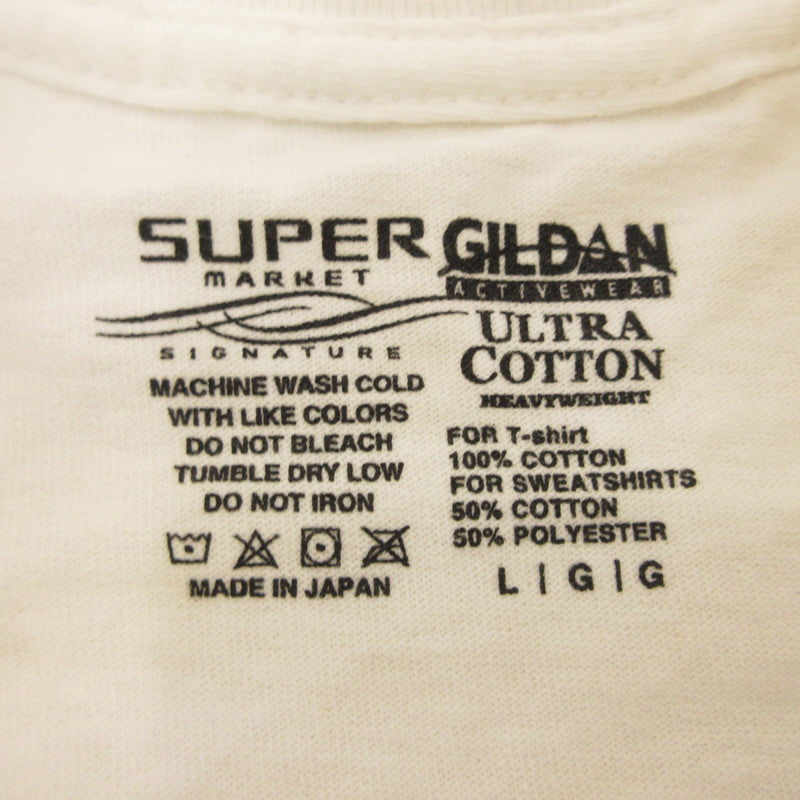 SUPER
MARKET
SIGNATURE
MACHINE WASH COLD
WITH LIKE COLORS
DO NOT BLEACH
TUMBLE DRY LOW
DO NOT IRON
MADE IN JAPAN
GILDAN
ACTIVEWEAR
ULTRA
COTTON
HEAVYWEIGHT
FOR T-shirt
100% COTTON
FOR SWEATSHIRTS
50% COTTON
50% POLYESTER
L | G | G